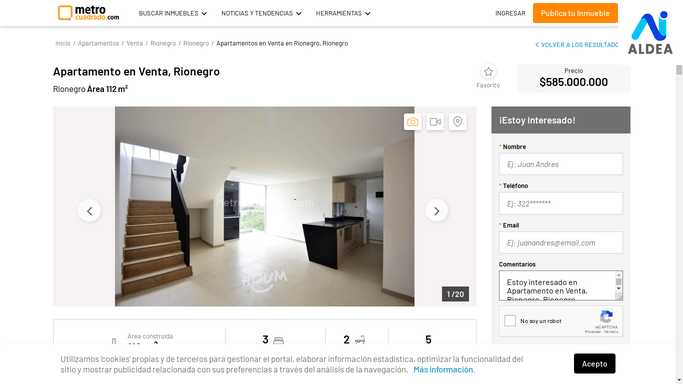 metro
cuadrado.com
BUSCAR INMUEBLES
NOTICIAS Y TENDENCIAS
HERRAMIENTAS
INGRESAR
Publica tu Inmueble
ALDEA
Inicio / Apartamentos / Venta / Rionegro / Rionegro / Apartamentos en Venta en Rionegro, Rionegro
VOLVER A LOS RESULTADO
Apartamento en Venta, Rionegro
Rionegro Área 112 m²
Favorito
Precio
$585.000.000
HOUM
1 /20
¡Estoy Interesado!
* Nombre
Ej: Juan Andres
* Teléfono
Ej: 322*******
* Email
Ej: juanandres@email.com
Comentarios
Estoy interesado en
Apartamento en Venta,
Rionegro, Rionegro
No soy un robot
reCAPTCHA
Privacidad - Términos
Área construida
3
2
5
Utilizamos 'cookies' propias y de terceros para gestionar el portal, elaborar información estadística, optimizar la funcionalidad del
sitio y mostrar publicidad relacionada con sus preferencias a través del análisis de la navegación. Más información.
Acepto